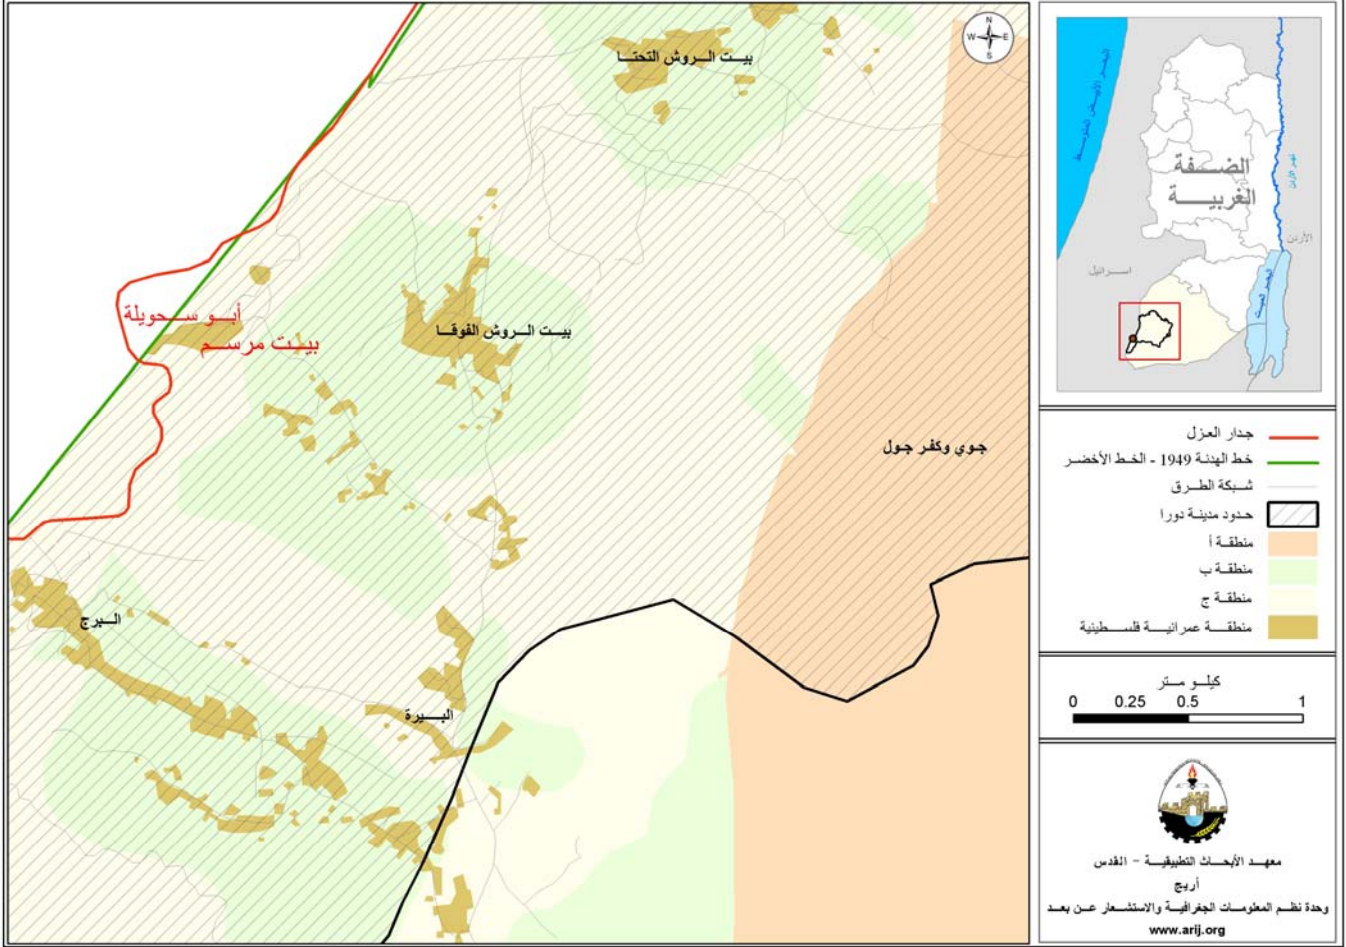 بيت الروش التحتا
N
W E
S
أبو سحويلة
بيت مرسم
بيت الروش الفوقا
جوي وكفر جول
البرج
البيرة
البحر الأبيض المتوسط
الضفة
الغربية
نهر الأردن
الأردن
اسرائيل
البحر الميت
جدار العزل
خط الهدنة 1949 - الخط الأخضر
شبكة الطرق
حدود مدينة دورا
منطقة أ
منطقة ب
منطقة ج
منطقة عمرانية فلسطينية
كيلو متر
0 0.25 0.5 1
معهد الأبحاث التطبيقية - القدس
أريج
وحدة نظم المعلومات الجغرافية والاستشعار عن بعد
www.arij.org